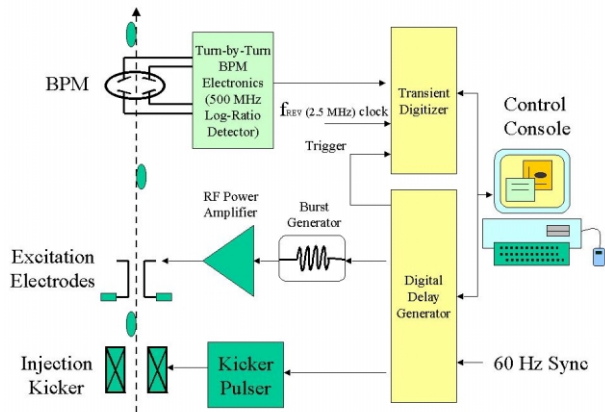 BPM
Turn-by-Turn
BPM
Electronics
(500 MHz
Log-Ratio
Detector)
Transient
Digitizer
Control
Console
fREV (2.5 MHz) clock
Trigger
RF Power
Amplifier
Burst
Generator
Excitation
Electrodes
Digital
Delay
Generator
Injection
Kicker
Kicker
Pulser
60 Hz Sync